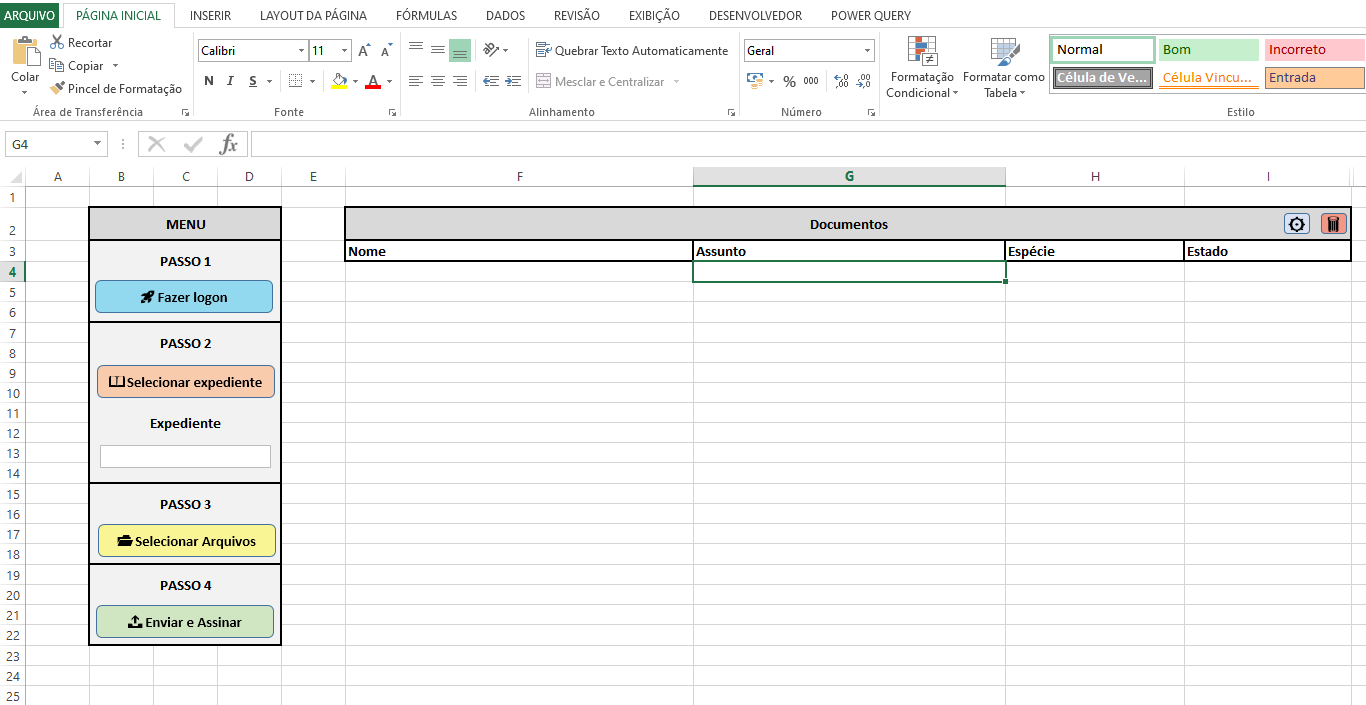 ARQUIVO PÁGINA INICIAL INSERIR LAYOUT DA PÁGINA FÓRMULAS DADOS REVISÃO EXIBIÇÃO DESENVOLVEDOR POWER QUERY
Colar
Recortar
Copiar
Pincel de Formatação
Área de Transferência
Calibri 11 A A
N I S A
Fonte
Quebrar Texto Automaticamente
Mesclar e Centralizar
Alinhamento
Geral
% 000 ,00 ,00
Número
Formatação Condicional
Formatar como Tabela
Normal Bom Incorreto
Célula de Ve... Célula Vincu... Entrada
Estilo
G4 fx
A B C D E F G H I
1
2 MENU Documentos
3 Nome Assunto Espécie Estado
PASSO 1
4
5
Fazer logon
6
7
PASSO 2
8
9
Selecionar expediente
10
11
Expediente
12
13
14
15
PASSO 3
16
17
Selecionar Arquivos
18
19
PASSO 4
20
21
Enviar e Assinar
22
23
24
25